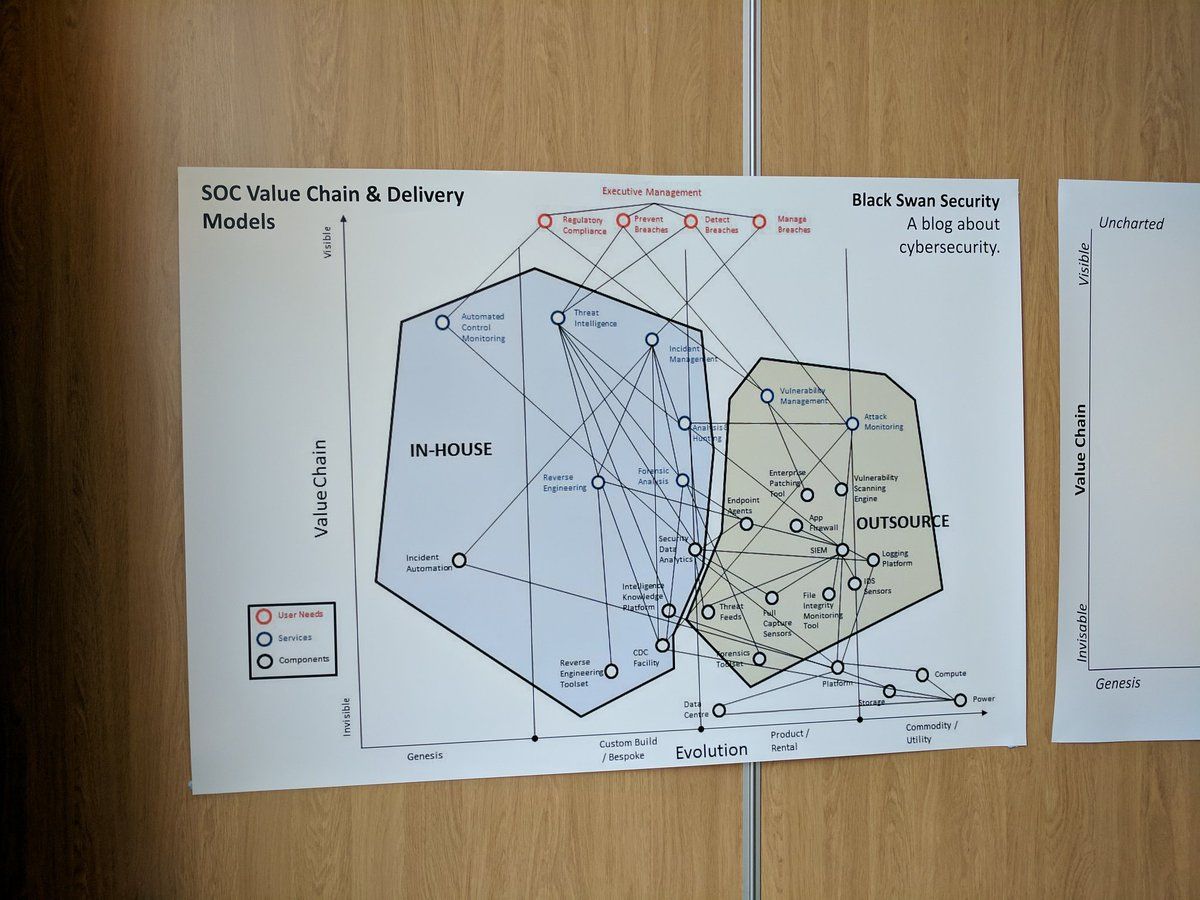 SOC Value Chain & Delivery
Models
Black Swan Security
A blog about
cybersecurity.
Executive Management
Regulatory
Compliance
Prevent
Breaches
Detect
Breaches
Manage
Breaches
Visible
Value Chain
Invisible
Automated
Control
Monitoring
Threat
Intelligence
Incident
Management
Vulnerability
Management
Attack
Monitoring
Analysis &
Hunting
IN-HOUSE
Reverse
Engineering
Forensic
Analysis
Enterprise
Patching
Tool
Vulnerability
Scanning
Engine
Endpoint
Agents
App
Firewall
OUTSOURCE
Security
Data
Analytics
SIEM
Logging
Platform
Incident
Automation
IDS
Sensors
Intelligence
Knowledge
Platform
Threat
Feeds
Full
Capture
Sensors
File
Integrity
Monitoring
Tool
User Needs
Services
Components
CDC
Facility
Reverse
Engineering
Toolset
Forensics
Toolset
Platform
Compute
Storage
Power
Data
Centre
Genesis
Custom Build
/ Bespoke
Evolution
Product /
Rental
Commodity /
Utility
Uncharted
Visible
Value Chain
Invisable
Genesis